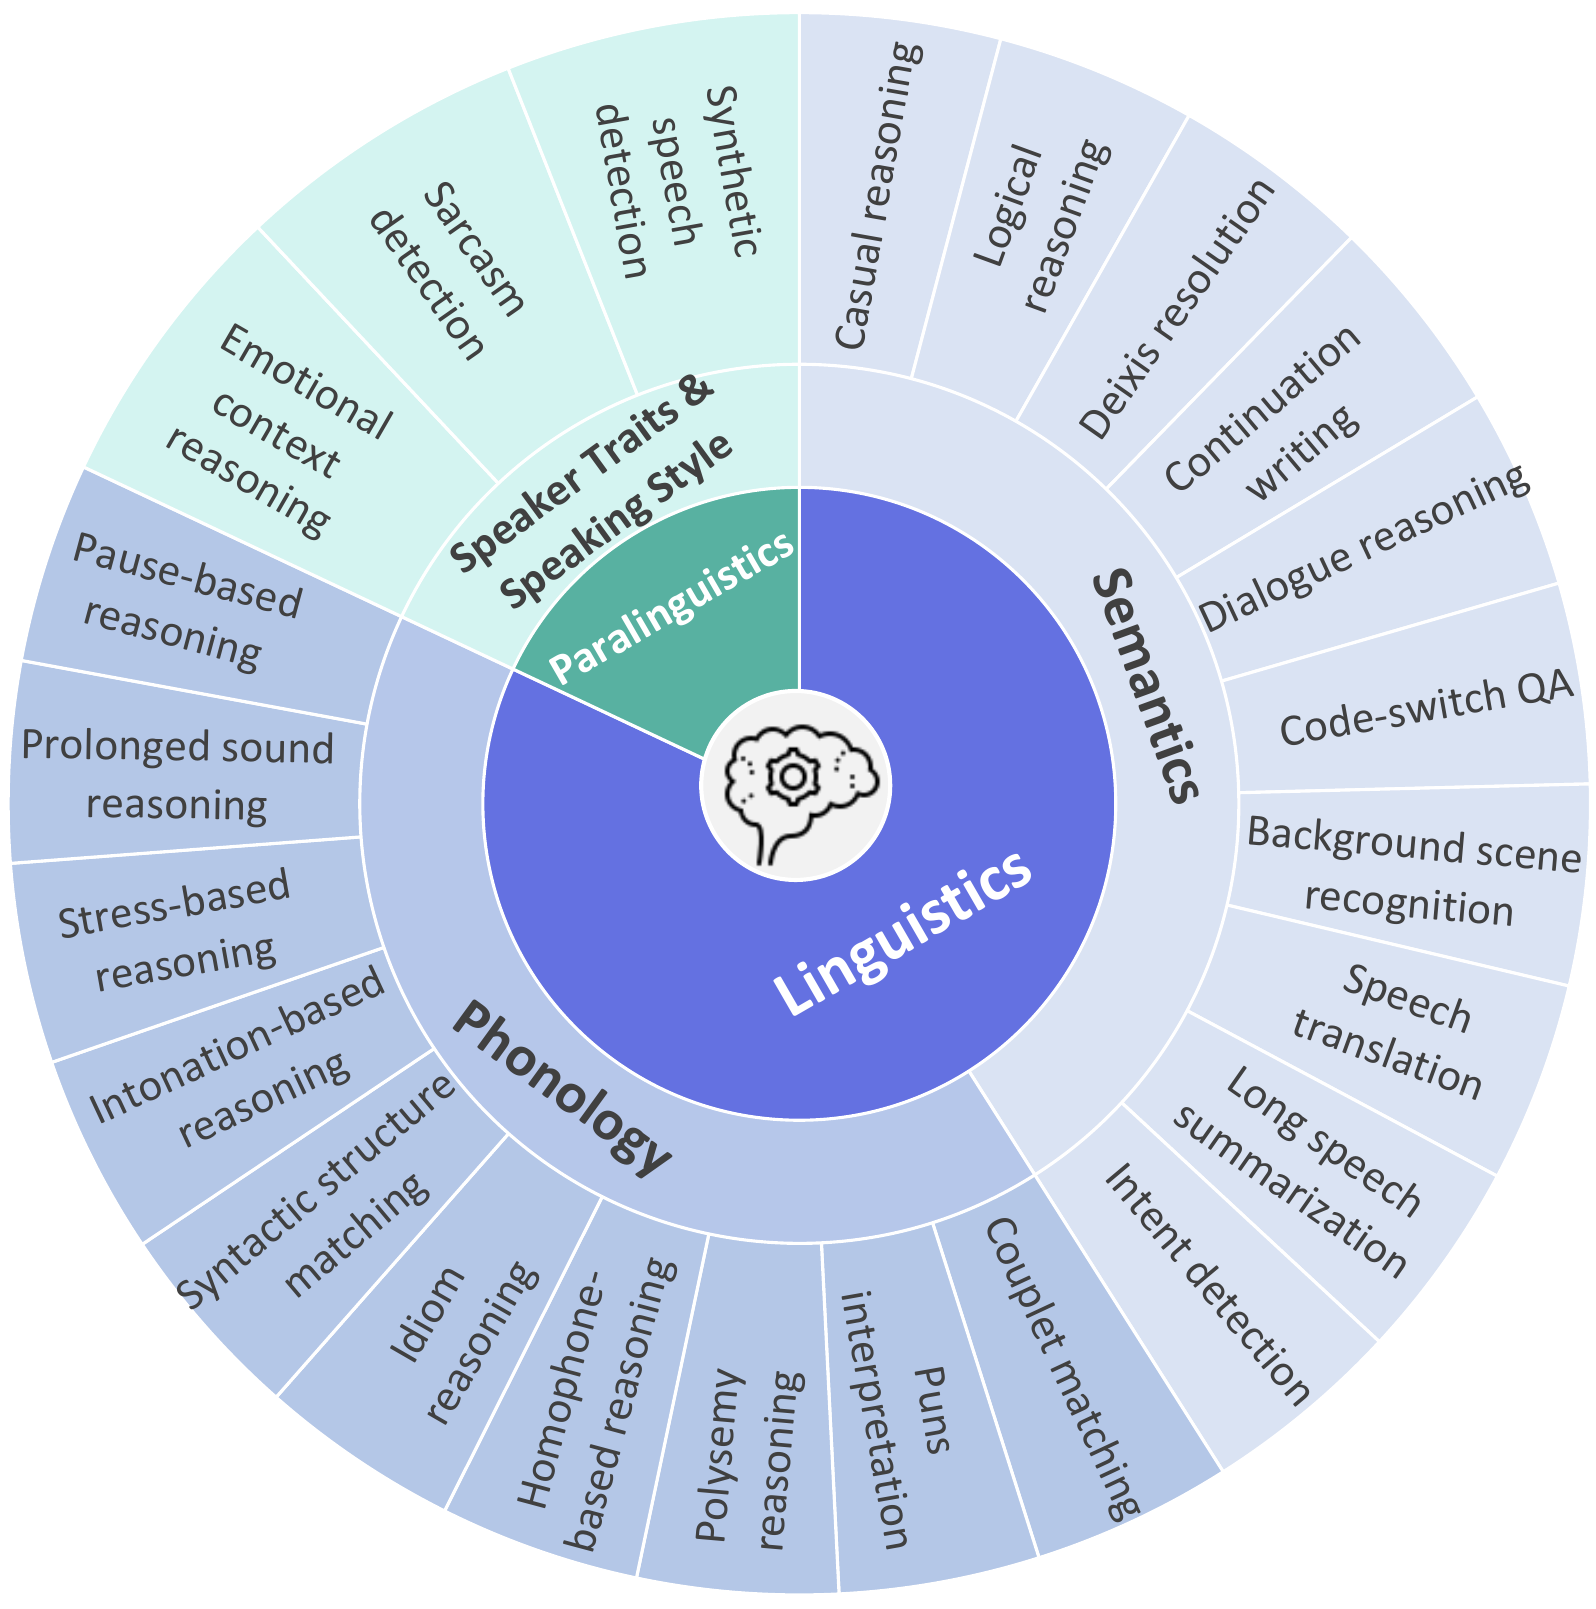 Paralinguistics
Linguistics
Speaker Traits &
Speaking Style
Semantics
Phonology
Casual reasoning
Logical
reasoning
Deixis resolution
Continuation
writing
Dialogue reasoning
Code-switch QA
Background scene
recognition
Speech
translation
Long speech
summarization
Intent detection
Couplet matching
Puns
interpretation
Polysemy
reasoning
Homophone-
based reasoning
Idiom
reasoning
Syntactic structure
matching
Intonation-based
reasoning
Stress-based
reasoning
Prolonged sound
reasoning
Pause-based
reasoning
Emotional
context
reasoning
Sarcasm
detection
Synthetic
speech
detection